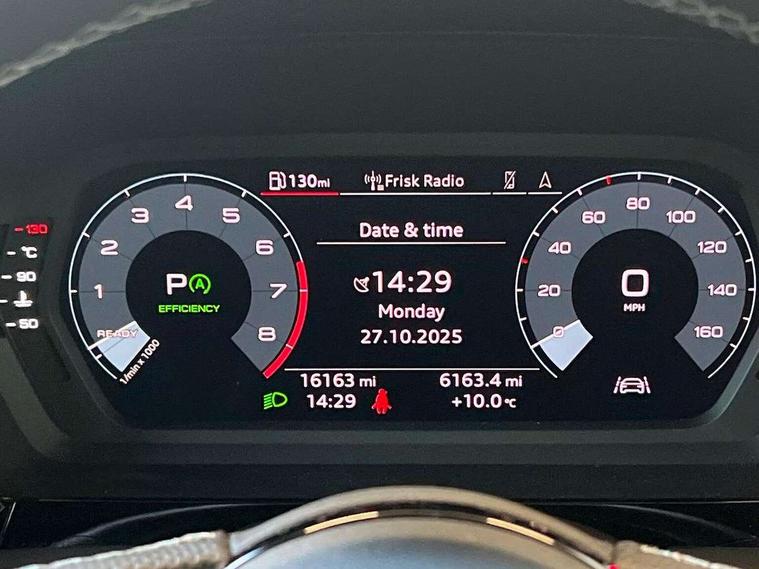 130mi Frisk Radio
Date & time
14:29
Monday
27.10.2025
16163 mi 6163.4 mi
14:29 +10.0 °C
130
°C
90
50
1 2 3 4 5 6 7 8
P A
EFFICIENCY
READY
1/min x 1000
0 20 40 60 80 100 120 140 160
0
MPH